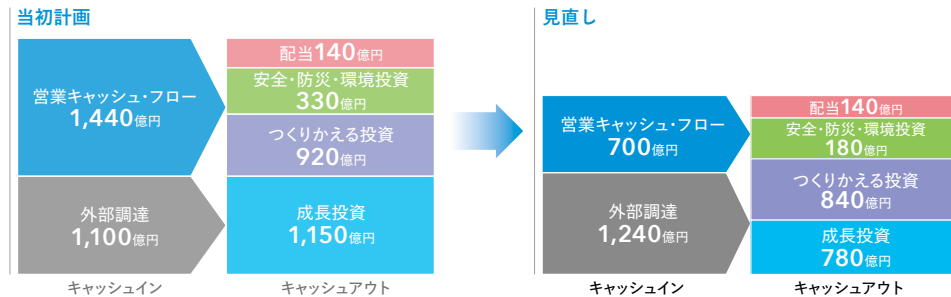 当初計画
営業キャッシュ・フロー
1,440億円
外部調達
1,100億円
キャッシュイン
配当140億円
安全・防災・環境投資
330億円
つくりかえる投資
920億円
成長投資
1,150億円
キャッシュアウト
見直し
営業キャッシュ・フロー
700億円
外部調達
1,240億円
キャッシュイン
配当140億円
安全・防災・環境投資
180億円
つくりかえる投資
840億円
成長投資
780億円
キャッシュアウト